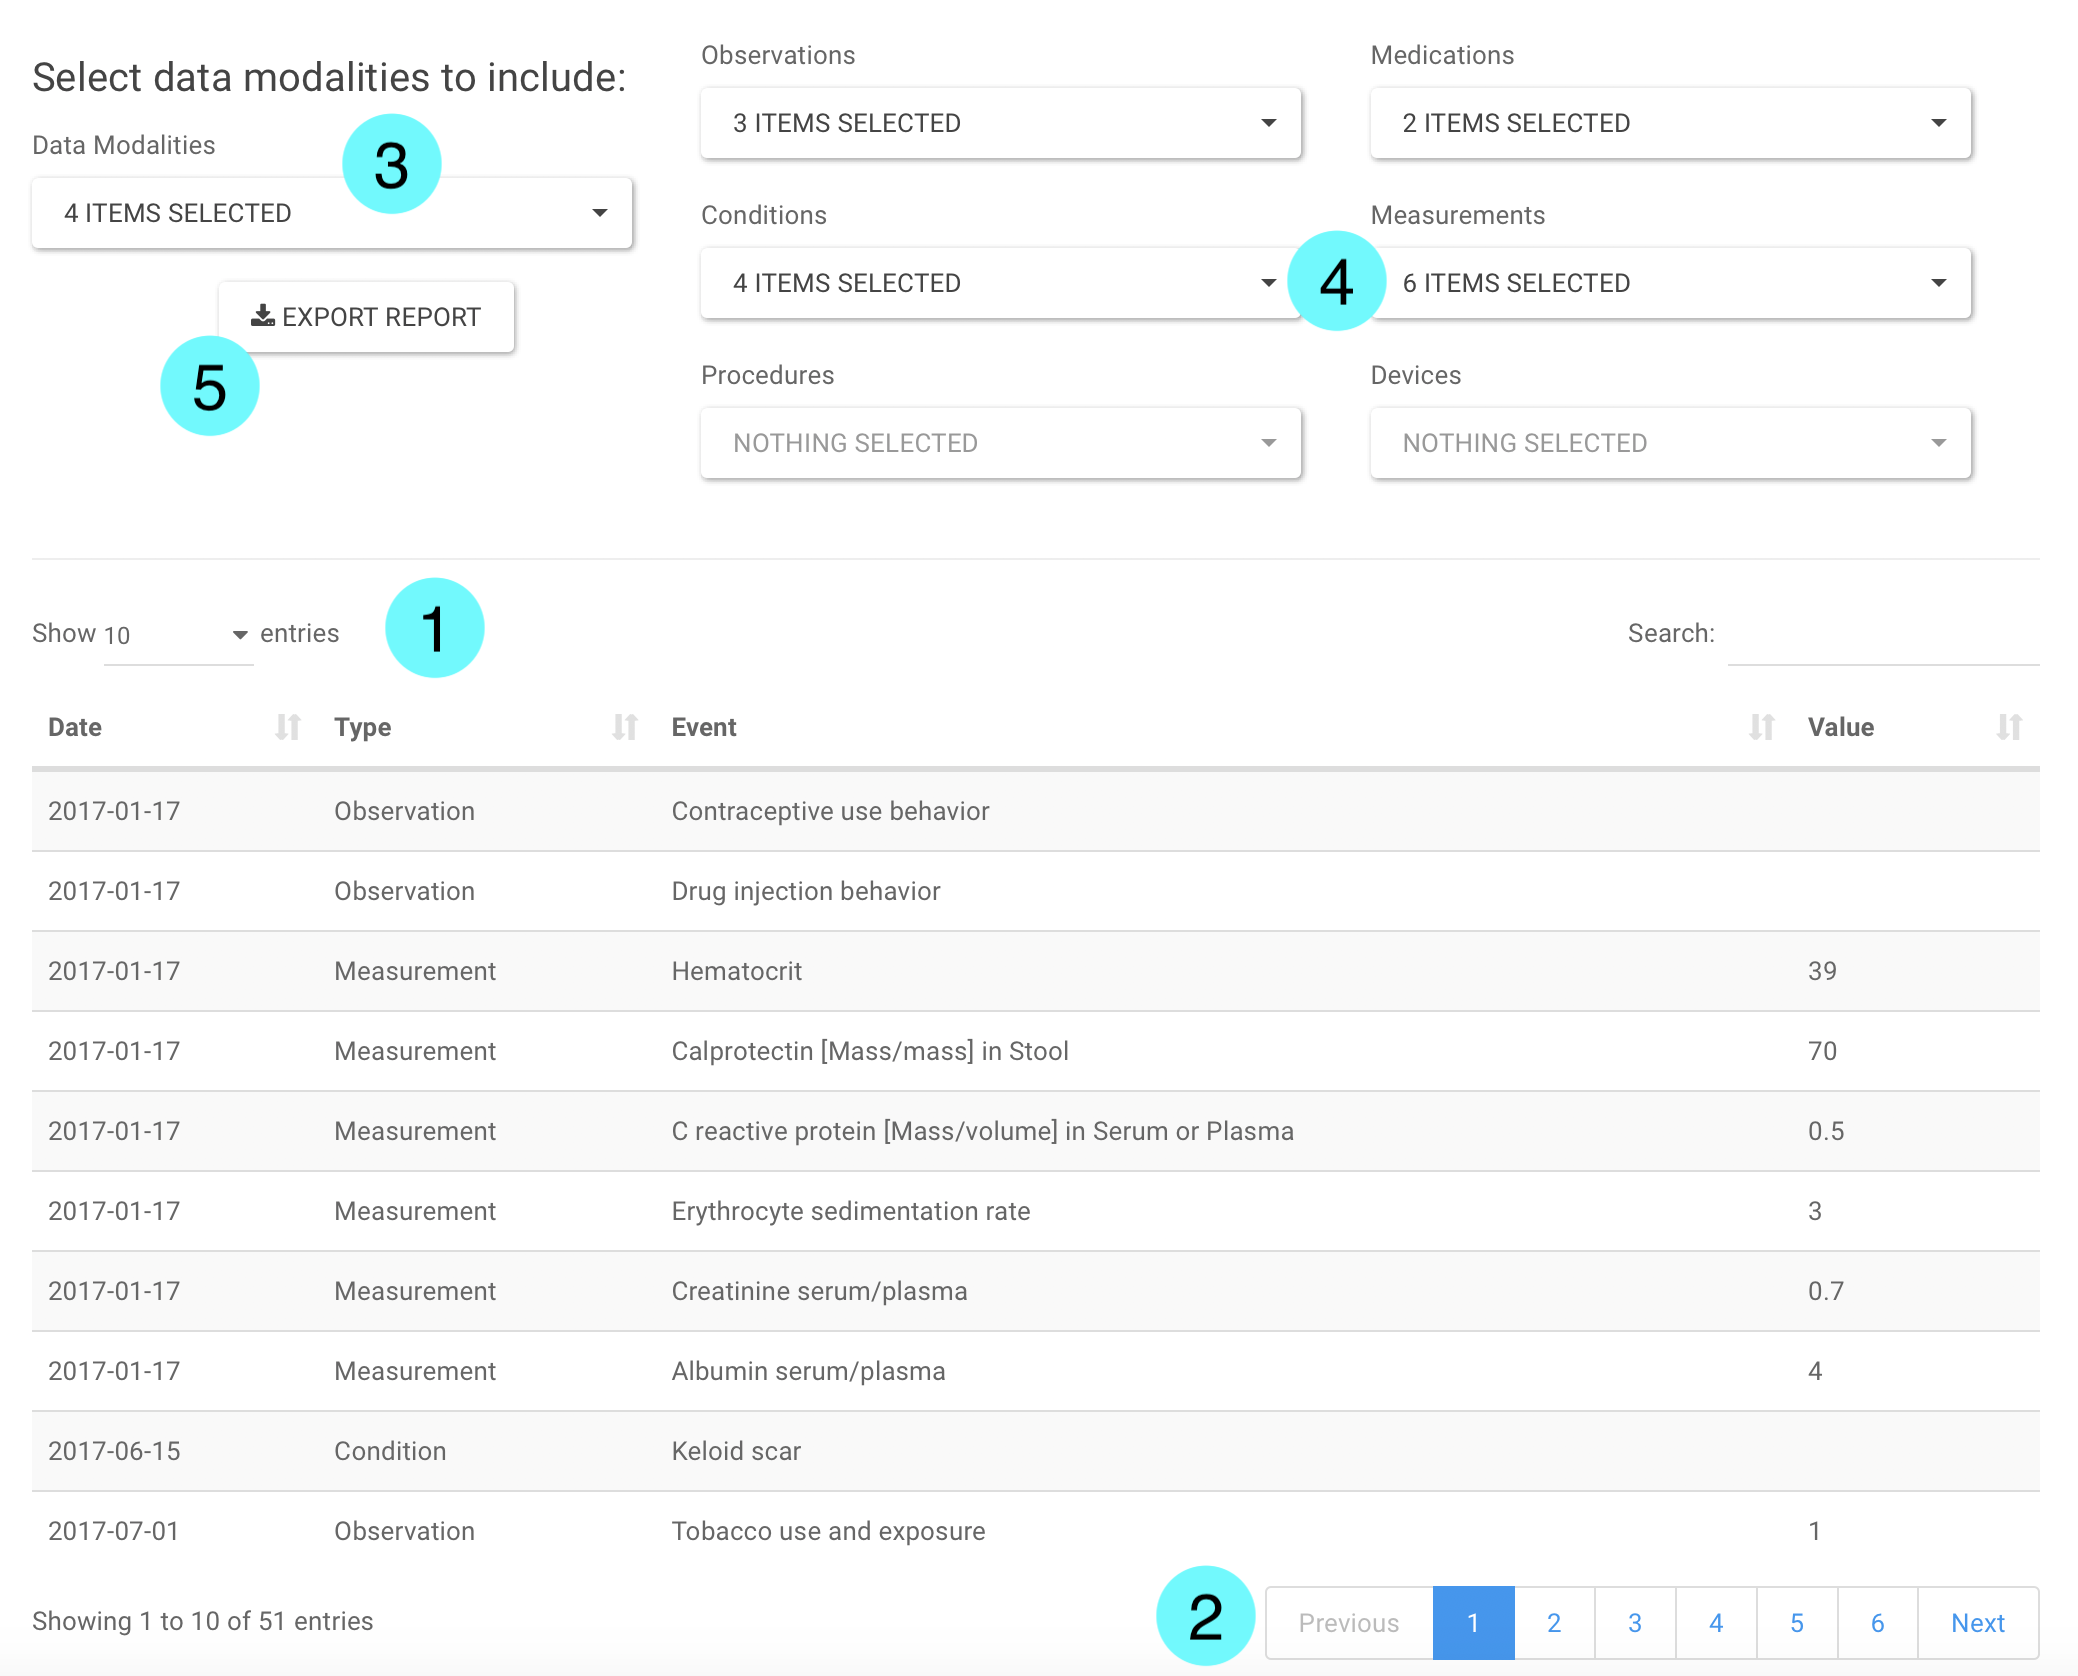 Select data modalities to include:
Data Modalities
3
4 ITEMS SELECTED
EXPORT REPORT
5
Observations
3 ITEMS SELECTED
Medications
2 ITEMS SELECTED
Conditions
4 ITEMS SELECTED
4
Measurements
6 ITEMS SELECTED
Procedures
NOTHING SELECTED
Devices
NOTHING SELECTED
Show 10 entries
1
Search:
Date Type Event Value
2017-01-17 Observation Contraceptive use behavior
2017-01-17 Observation Drug injection behavior
2017-01-17 Measurement Hematocrit 39
2017-01-17 Measurement Calprotectin [Mass/mass] in Stool 70
2017-01-17 Measurement C reactive protein [Mass/volume] in Serum or Plasma 0.5
2017-01-17 Measurement Erythrocyte sedimentation rate 3
2017-01-17 Measurement Creatinine serum/plasma 0.7
2017-01-17 Measurement Albumin serum/plasma 4
2017-06-15 Condition Keloid scar
2017-07-01 Observation Tobacco use and exposure 1
Showing 1 to 10 of 51 entries
2
Previous 1 2 3 4 5 6 Next